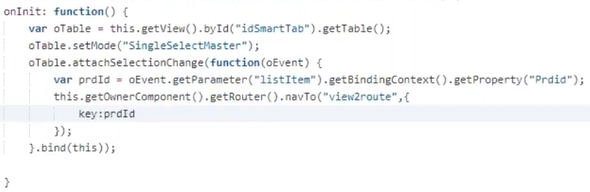 onInit: function() {
var oTable = this.getView().byId("idSmartTab").getTable();
oTable.setMode("SingleSelectMaster");
oTable.attachSelectionChange(function(oEvent) {
var prdId = oEvent.getParameter("listItem").getBindingContext().getProperty("Prdid");
this.getOwnerComponent().getRouter().navTo("view2route",{
key:prdId
});
}.bind(this));
}